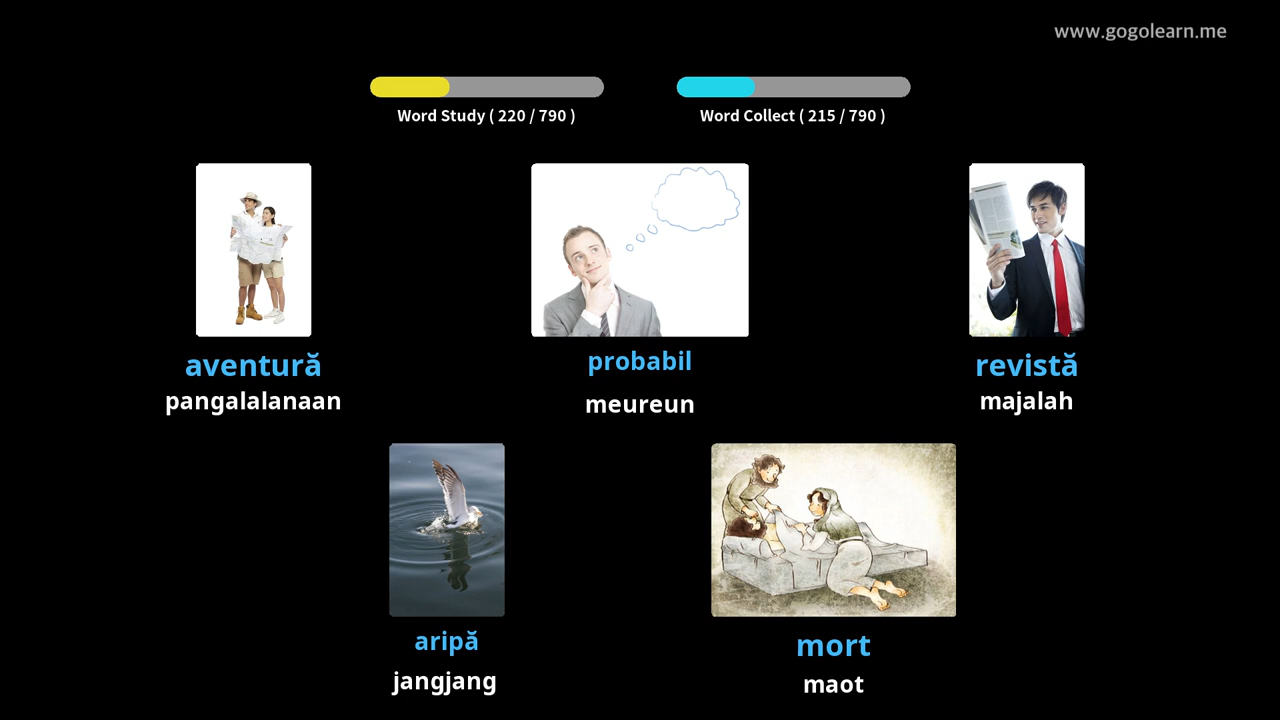 www.gogolearn.me
Word Study ( 220 / 790 )
Word Collect ( 215 / 790 )
aventură
pangalalanaan
probabil
meureun
revistă
majalah
aripă
jangjang
mort
maot